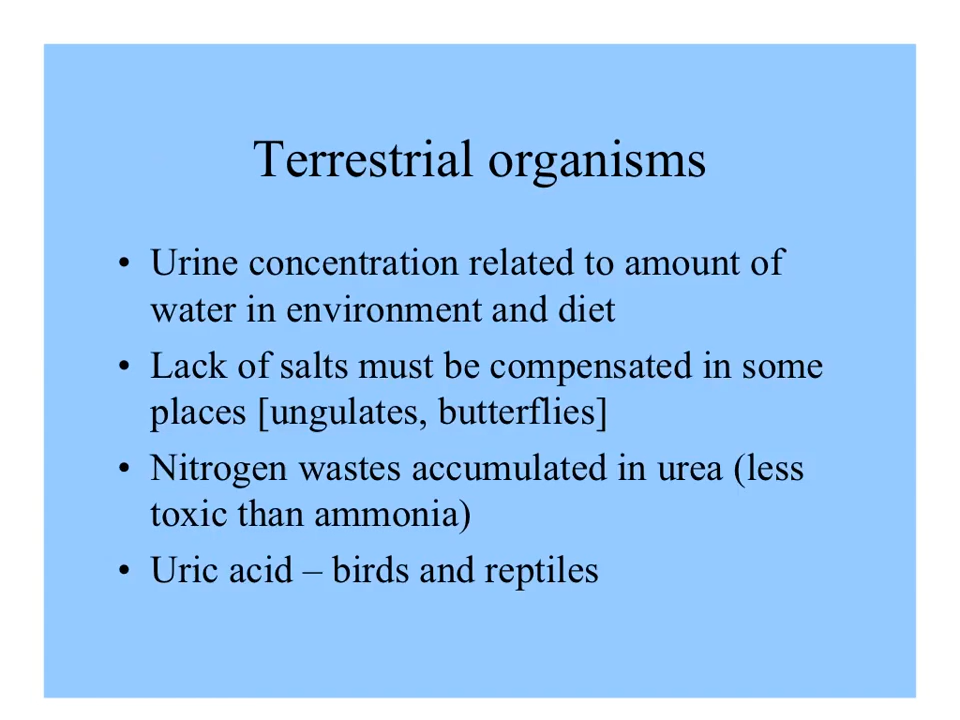 Terrestrial organisms
• Urine concentration related to amount of
water in environment and diet
• Lack of salts must be compensated in some
places [ungulates, butterflies]
• Nitrogen wastes accumulated in urea (less
toxic than ammonia)
• Uric acid – birds and reptiles